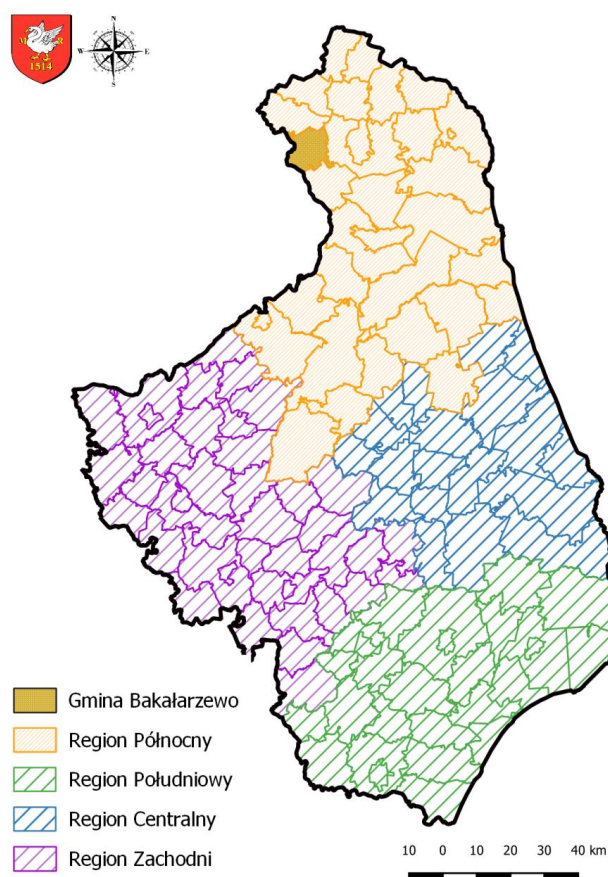 M R
1514
N
W E
S
Gmina Bakałarzewo
Region Północny
Region Południowy
Region Centralny
Region Zachodni
10 0 10 20 30 40 km